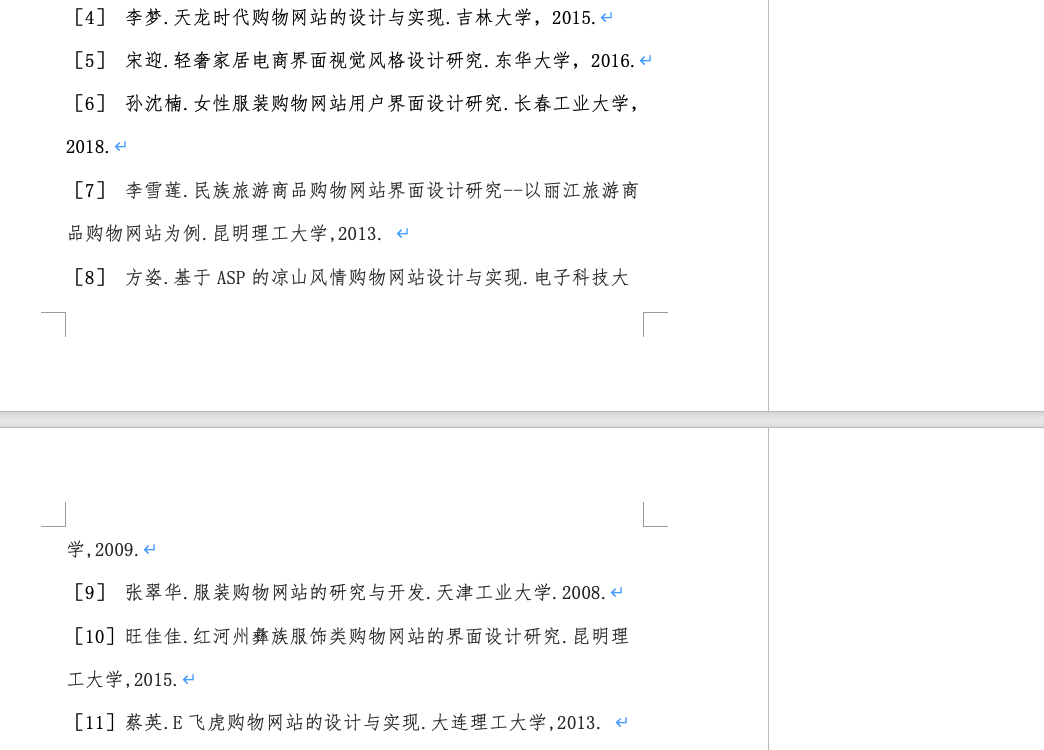 [4] 李梦.天龙时代购物网站的设计与实现.吉林大学，2015.
[5] 宋迎.轻奢家居电商界面视觉风格设计研究.东华大学，2016.
[6] 孙沈楠.女性服装购物网站用户界面设计研究.长春工业大学，
2018.
[7] 李雪莲.民族旅游商品购物网站界面设计研究--以丽江旅游商
品购物网站为例.昆明理工大学,2013.
[8] 方姿.基于 ASP 的凉山风情购物网站设计与实现.电子科技大
学,2009.
[9] 张翠华.服装购物网站的研究与开发.天津工业大学.2008.
[10] 旺佳佳.红河州彝族服饰类购物网站的界面设计研究.昆明理
工大学,2015.
[11] 蔡英.E 飞虎购物网站的设计与实现.大连理工大学,2013.